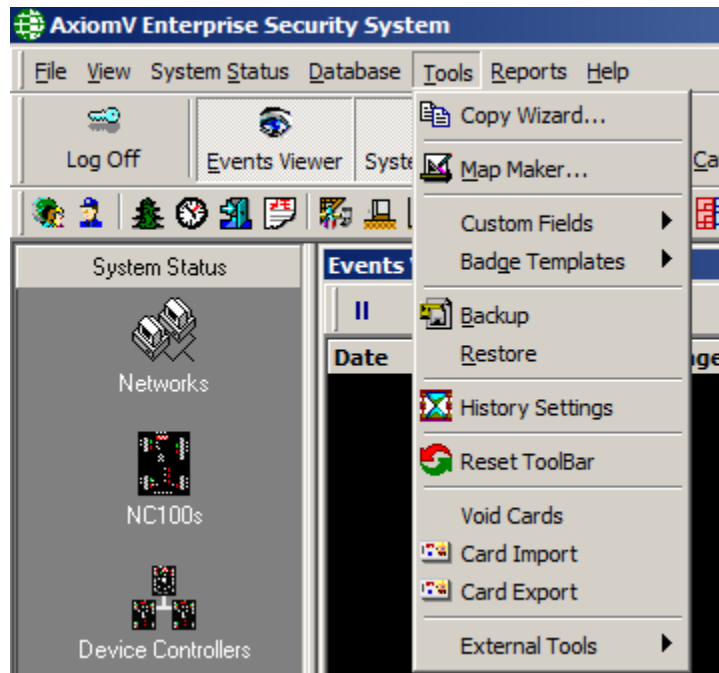 AxiomV Enterprise Security System
File View System Status Database Tools Reports Help
Log Off Events Viewer Syste
Copy Wizard...
Map Maker...
Custom Fields
Badge Templates
Backup
Restore
History Settings
Reset ToolBar
Void Cards
Card Import
Card Export
External Tools
System Status
Networks
NC100s
Device Controllers
Events
Date